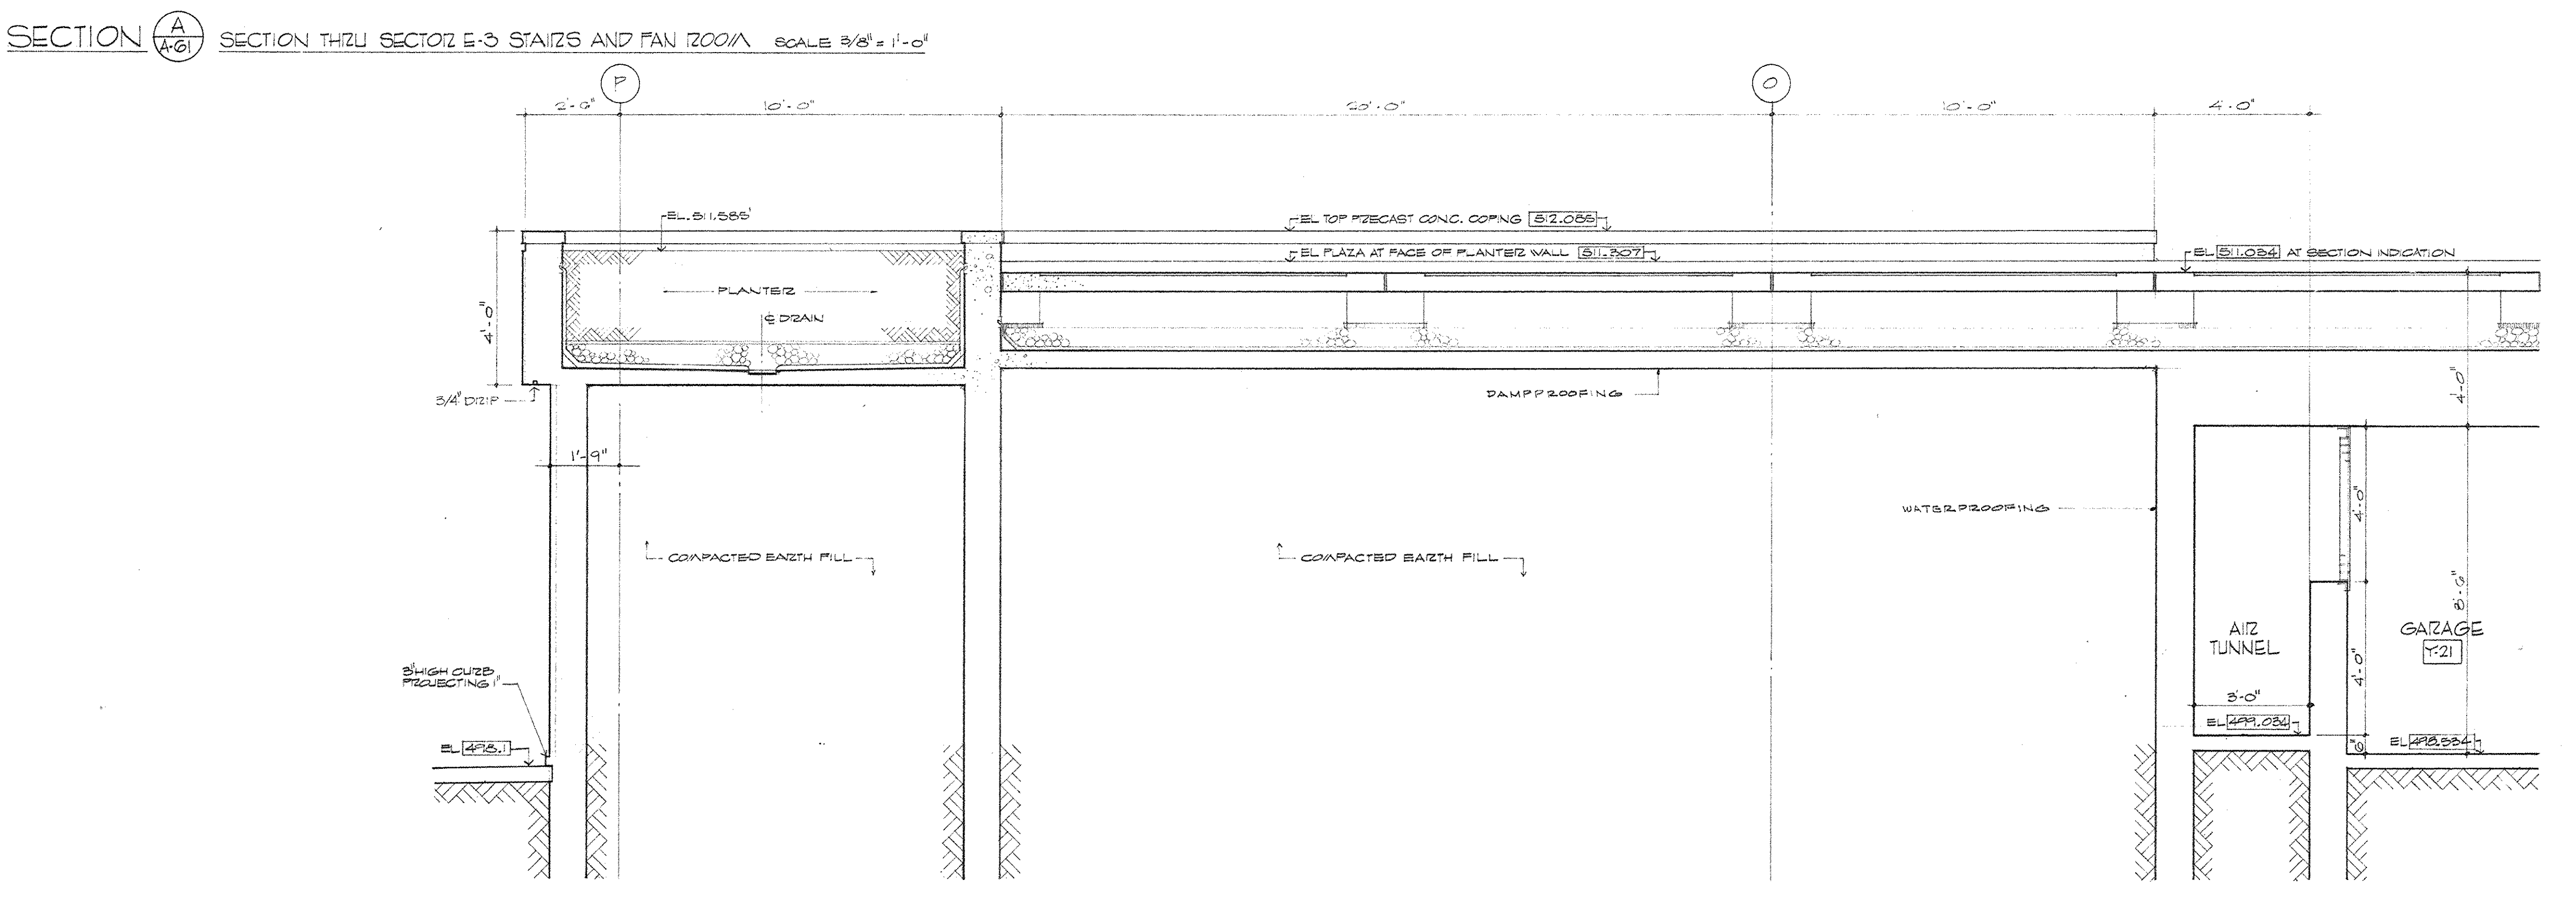 SECTION A A-61 SECTION THRU SECTOR E-3 STAIRS AND FAN ROOM SCALE 3/8" = 1'-0"
P
O
2'-6"
10'-0"
20'-0"
10'-0"
4'-0"
EL. 511.585'
EL TOP PRECAST CONC. COPING 512.085
EL PLAZA AT FACE OF PLANTER WALL 511.307
EL 511.034 AT SECTION INDICATION
PLANTER
℄ DRAIN
4'-0"
3/4" DRIP
DAMPPROOFING
4'-0"
1'-9"
WATERPROOFING
4'-0"
COMPACTED EARTH FILL
COMPACTED EARTH FILL
8'-6"
AIR
TUNNEL
GARAGE
Y-21
3" HIGH CURB
PROJECTING 1"
4'-0"
3'-0"
EL 499.034
EL 498.1
6"
EL 498.534